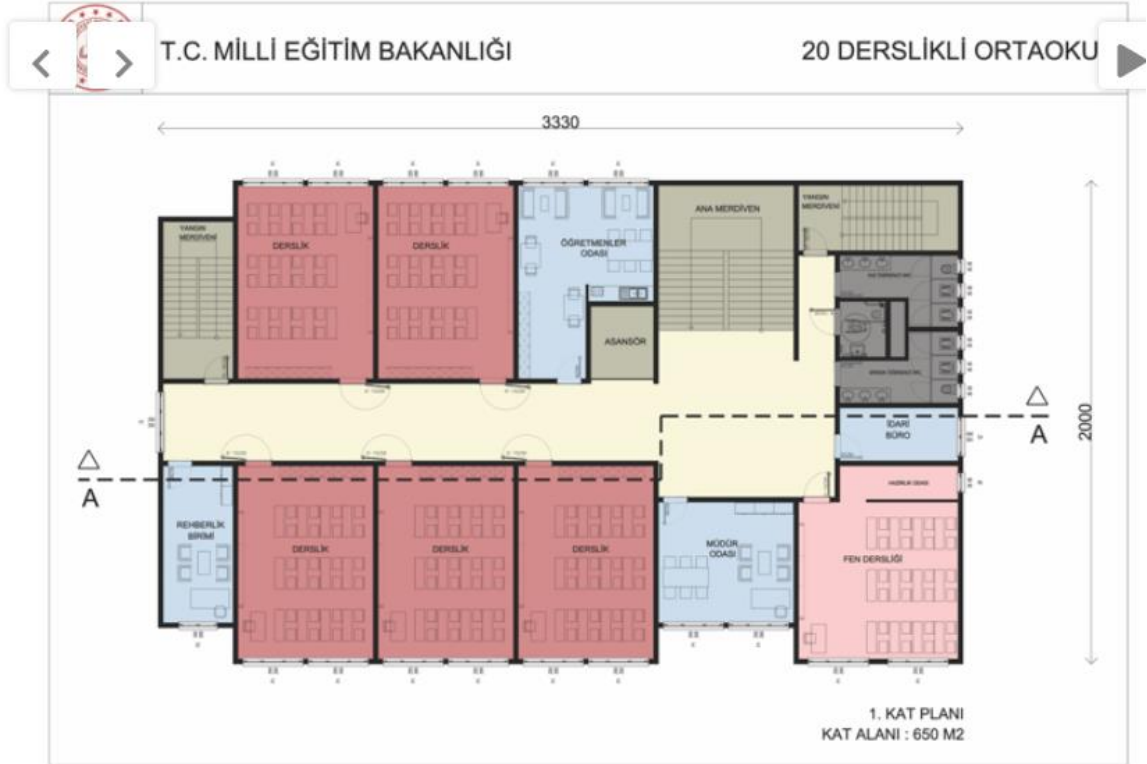 T.C. MİLLİ EĞİTİM BAKANLIĞI
20 DERSLİKLİ ORTAOKU
3330
YANGIN
MERDİVENİ
DERSLİK
DERSLİK
ÖĞRETMENLER
ODASI
ANA MERDİVEN
YANGIN
MERDİVENİ
ASANSÖR
2000
A
İDARİ
BÜRO
A
HAZIRLIK ODASI
REHBERLİK
BİRİMİ
DERSLİK
DERSLİK
DERSLİK
MÜDÜR
ODASI
FEN DERSLİĞİ
1. KAT PLANI
KAT ALANI : 650 M2